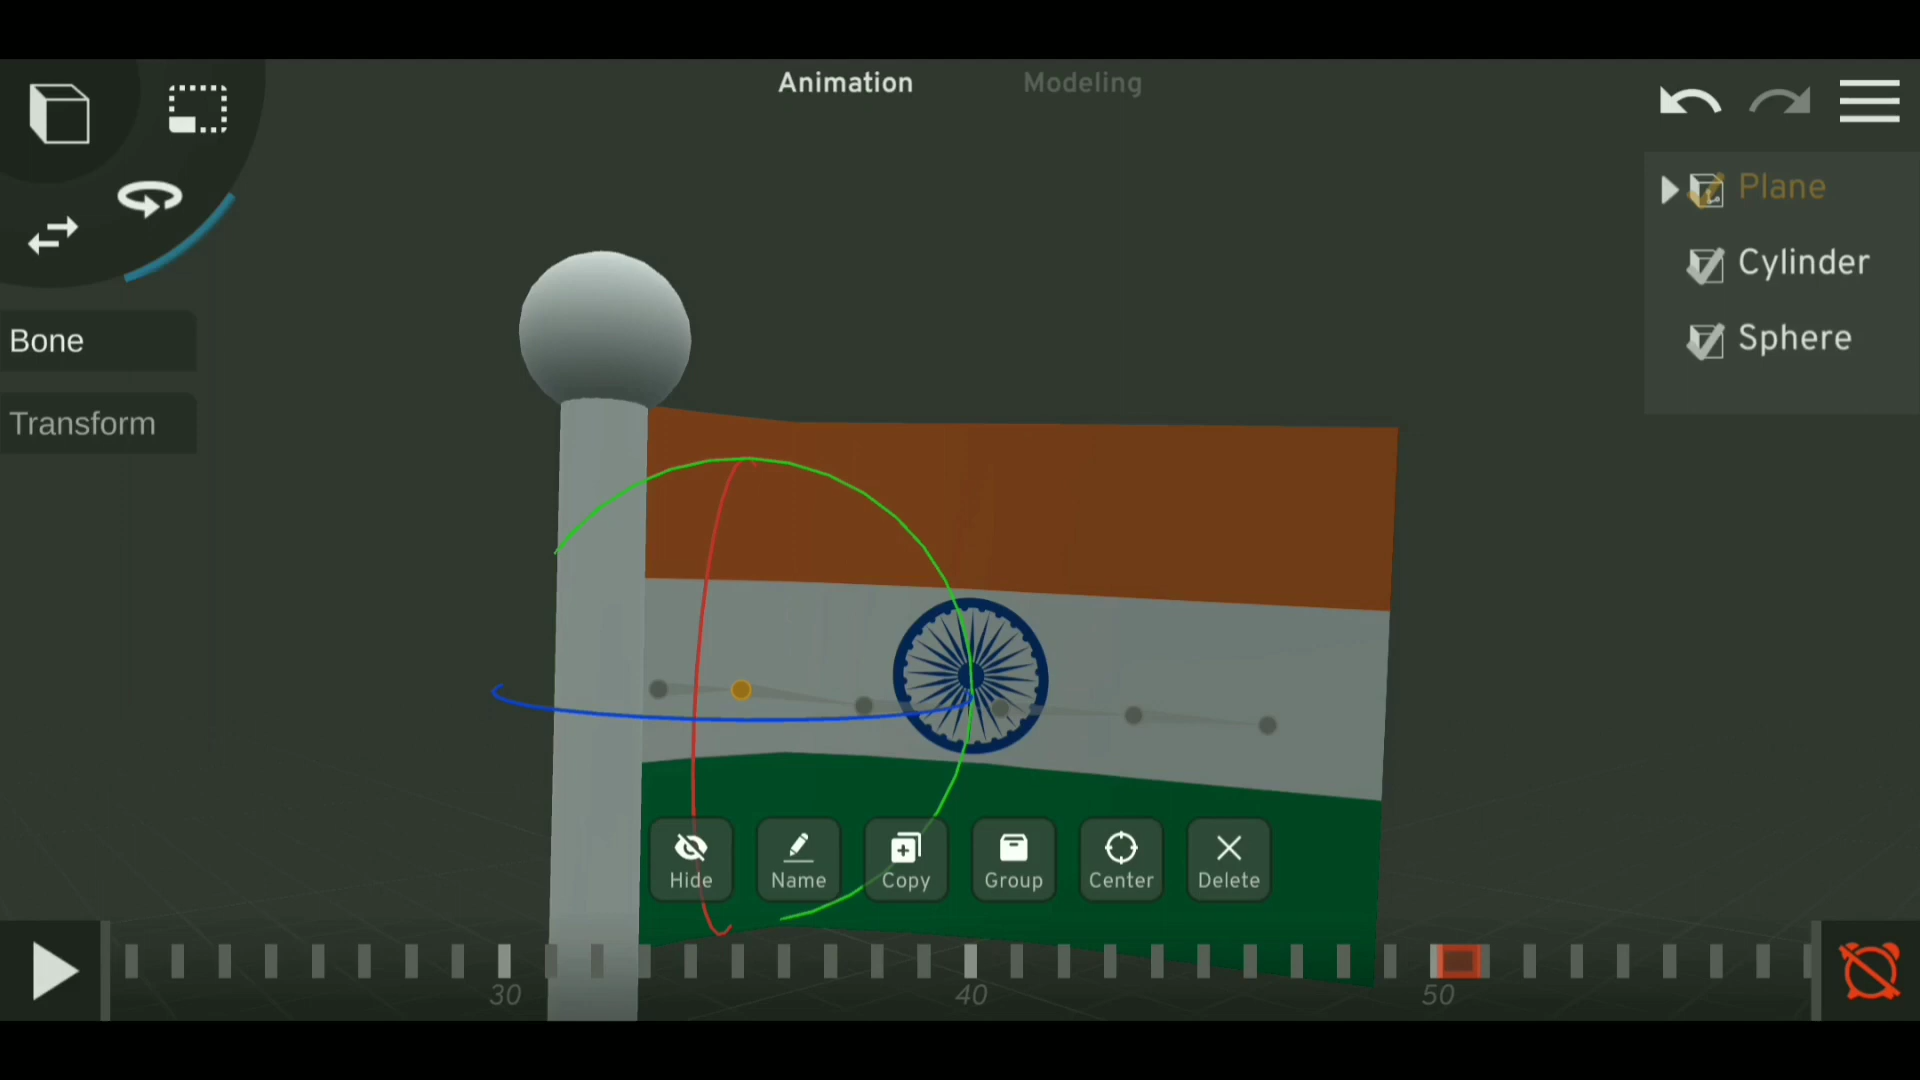 Animation
Modeling
Plane
Cylinder
Sphere
Bone
Transform
Hide
Name
Copy
Group
Center
Delete
30
40
50